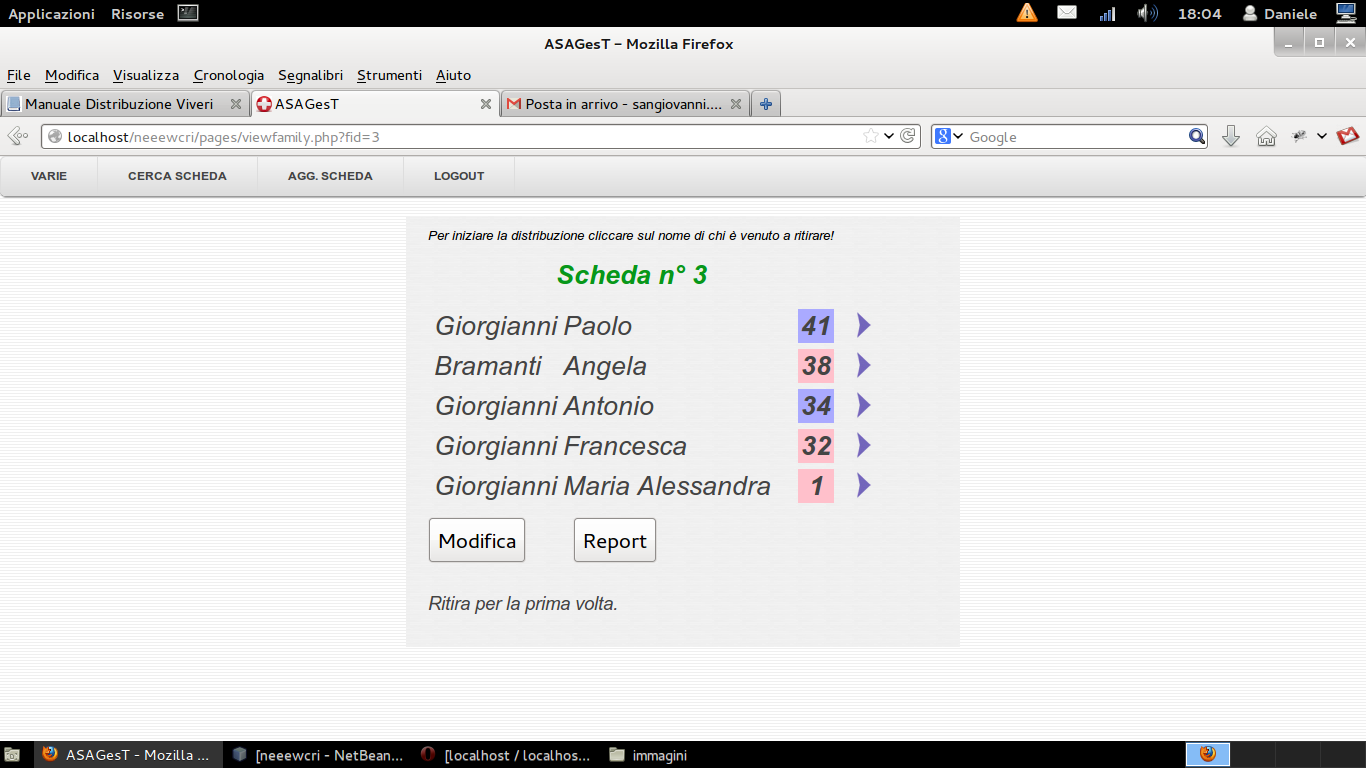 Applicazioni Risorse 18:04 Daniele
ASAGesT - Mozilla Firefox
File Modifica Visualizza Cronologia Segnalibri Strumenti Aiuto
Manuale Distribuzione Viveri ASAGesT Posta in arrivo - sangiovanni....
localhost/neeewcri/pages/viewfamily.php?fid=3 8 Google
VARIE CERCA SCHEDA AGG. SCHEDA LOGOUT
Per iniziare la distribuzione cliccare sul nome di chi è venuto a ritirare!
Scheda n° 3
Giorgianni Paolo 41
Bramanti Angela 38
Giorgianni Antonio 34
Giorgianni Francesca 32
Giorgianni Maria Alessandra 1
Modifica Report
Ritira per la prima volta.
ASAGesT - Mozilla ... [neeewcri - NetBean... [localhost / localhos... immagini